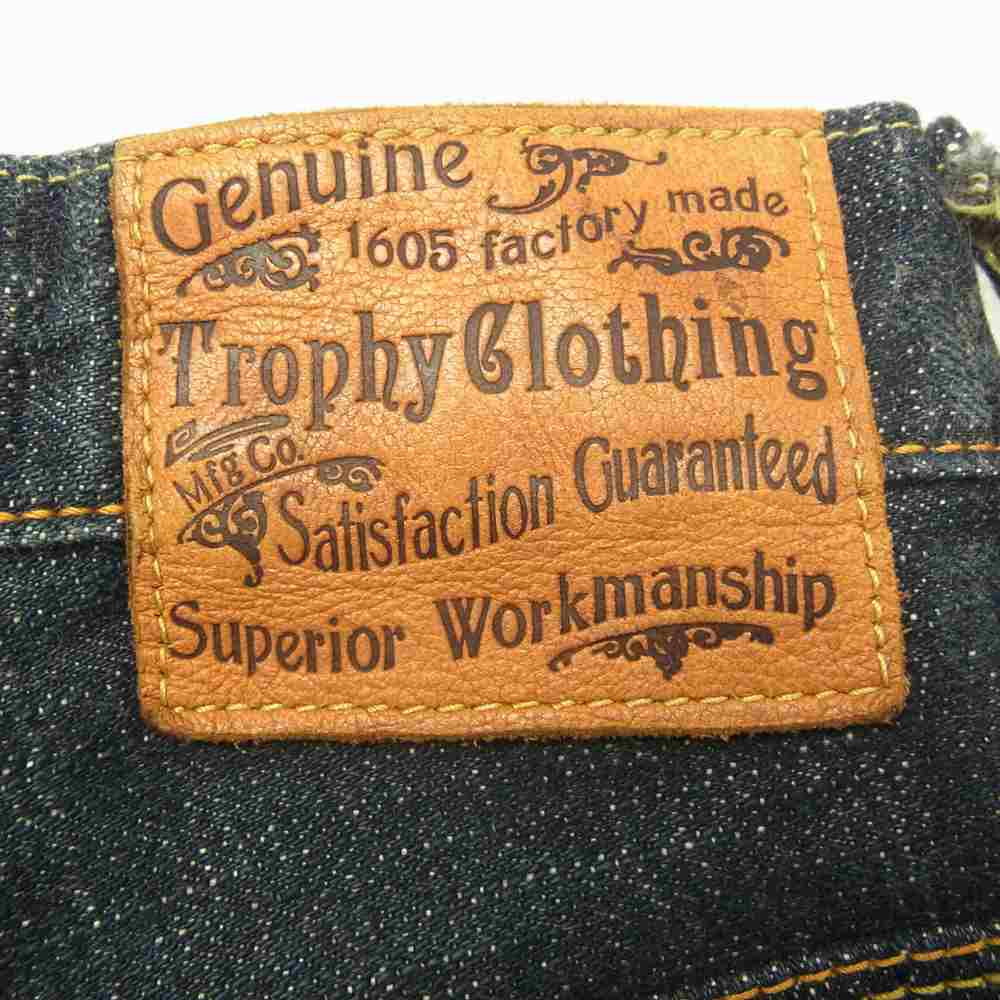 Genuine
1605 factory made
Trophy Clothing
Mfg Co.
Satisfaction Guaranteed
Superior Workmanship